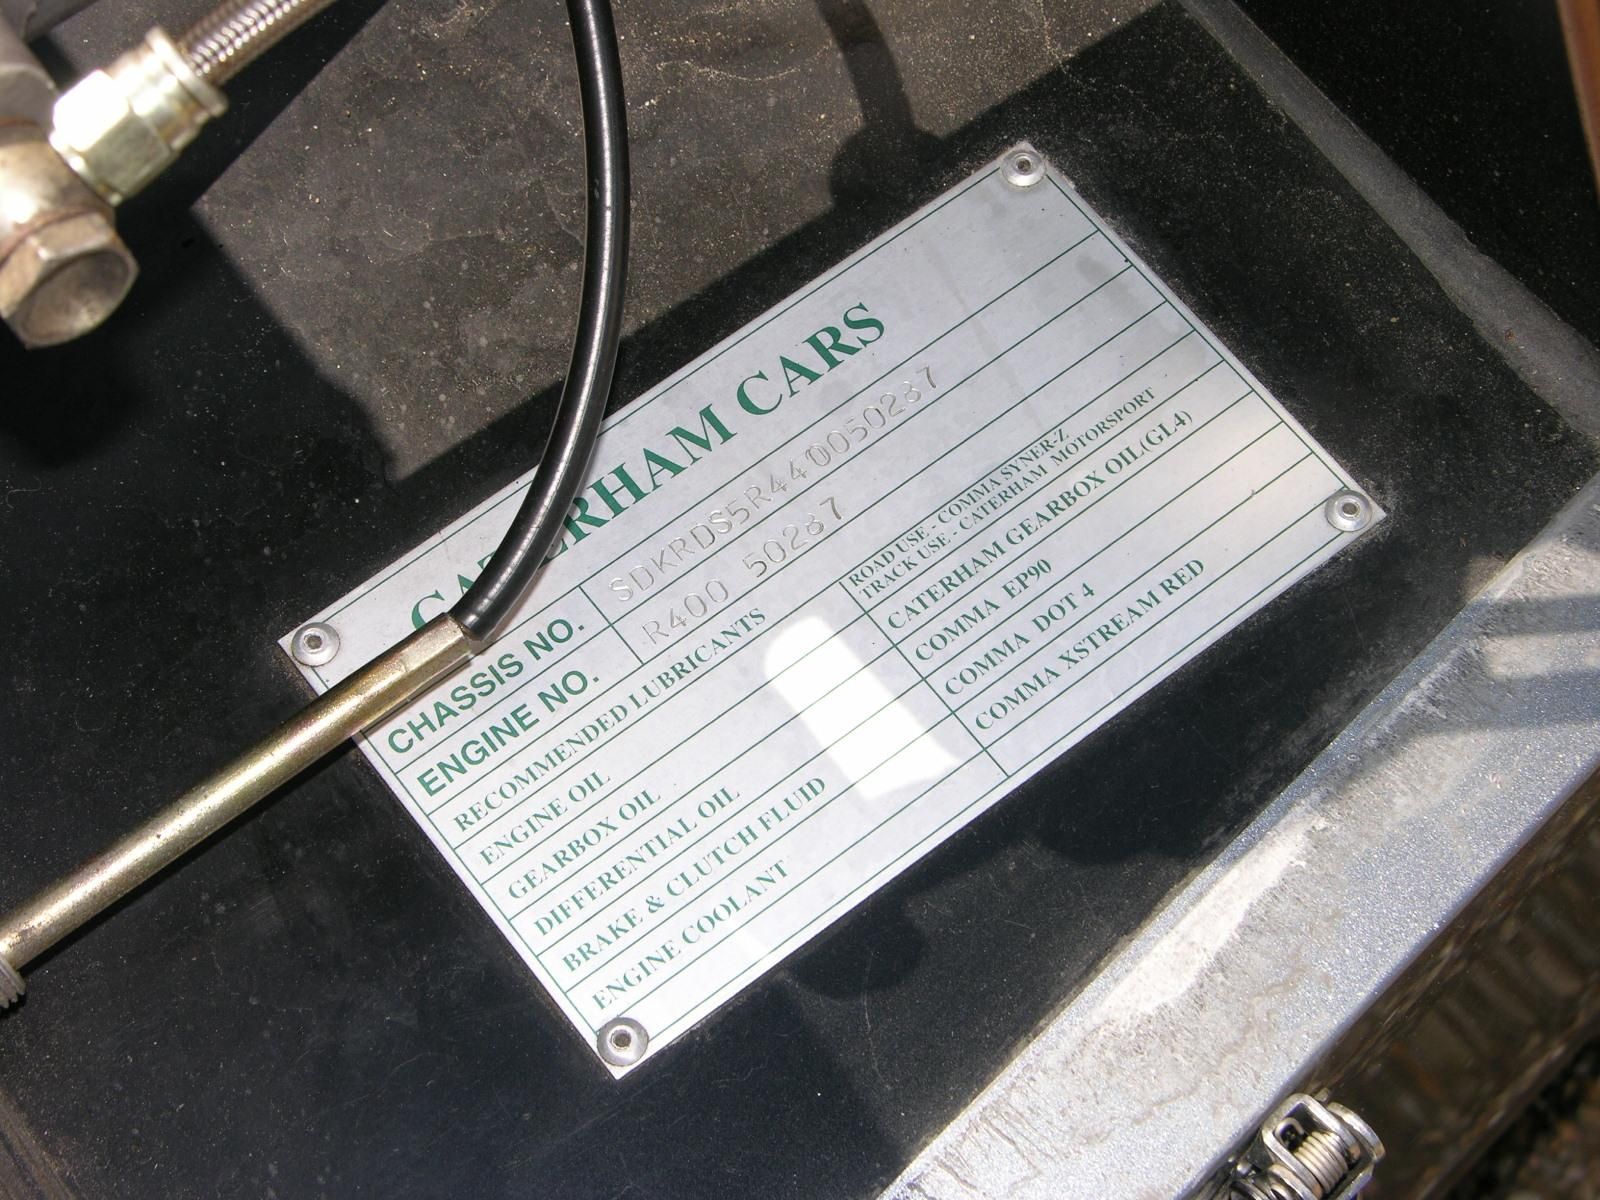 CATERHAM CARS
CHASSIS NO. SDKRDS5R440050287
ENGINE NO. R400 50287
RECOMMENDED LUBRICANTS
ENGINE OIL ROAD USE - COMMA SYNER-Z
TRACK USE - CATERHAM MOTORSPORT
GEARBOX OIL CATERHAM GEARBOX OIL(GL4)
DIFFERENTIAL OIL COMMA EP90
BRAKE & CLUTCH FLUID COMMA DOT 4
ENGINE COOLANT COMMA XSTREAM RED